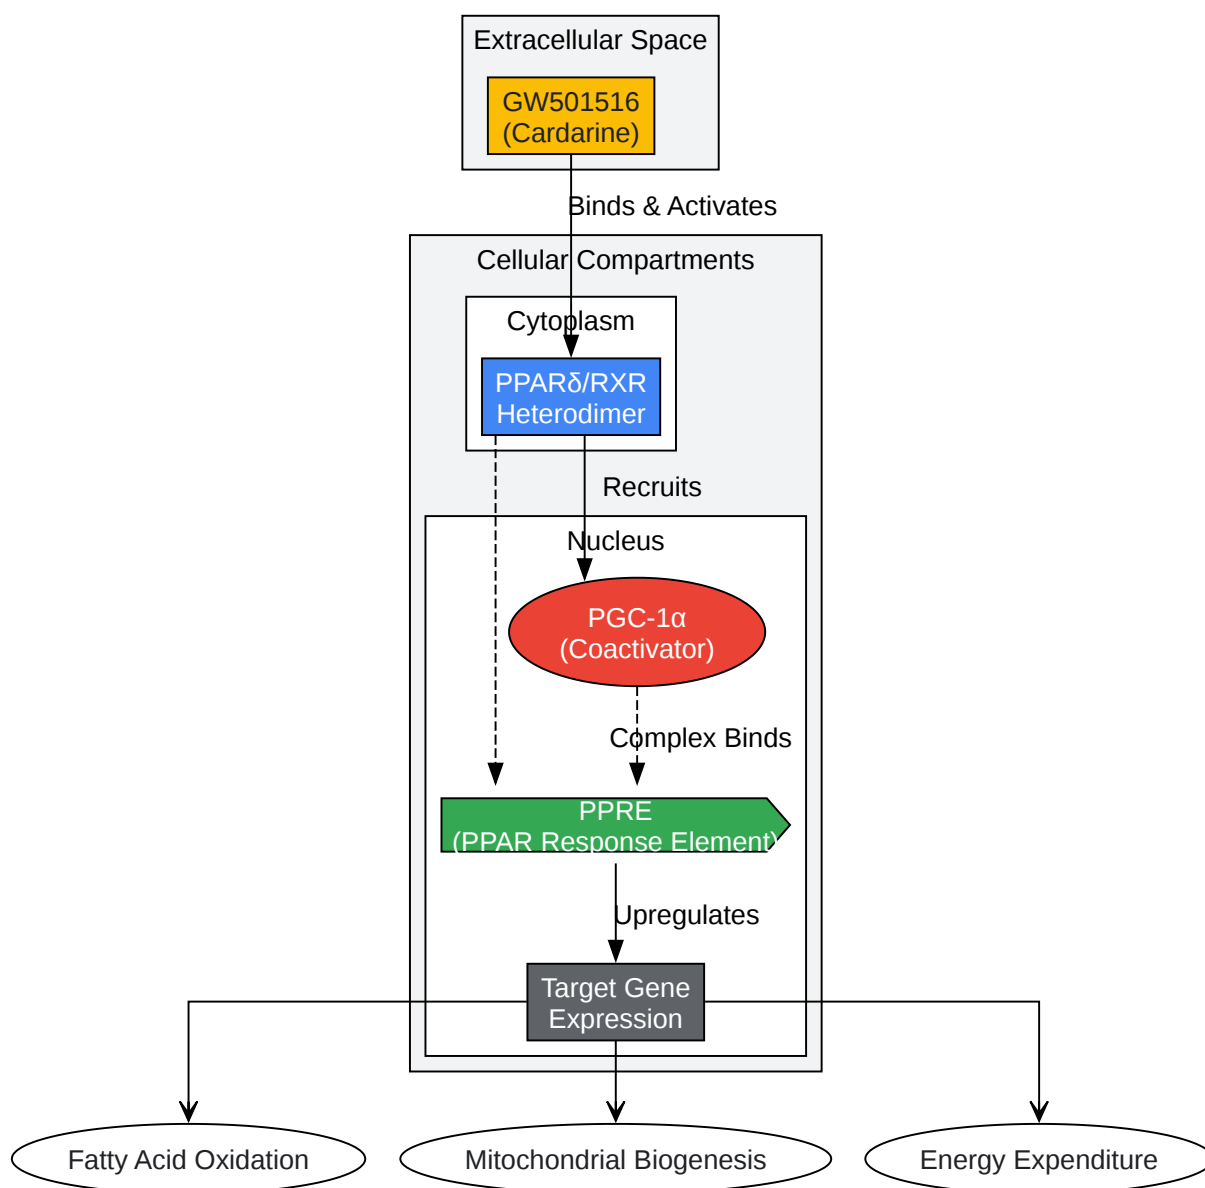 Extracellular Space
GW501516
(Cardarine)
Binds & Activates
Cellular Compartments
Cytoplasm
PPARδ/RXR
Heterodimer
Recruits
Nucleus
PGC-1α
(Coactivator)
Complex Binds
PPRE
(PPAR Response Element)
Upregulates
Target Gene
Expression
Fatty Acid Oxidation
Mitochondrial Biogenesis
Energy Expenditure